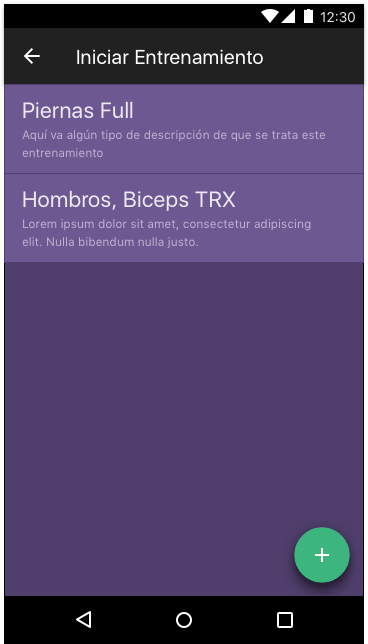 12:30
Iniciar Entrenamiento
Piernas Full
Aquí va algún tipo de descripción de que se trata este
entrenamiento
Hombros, Biceps TRX
Lorem ipsum dolor sit amet, consectetur adipiscing
elit. Nulla bibendum nulla justo.